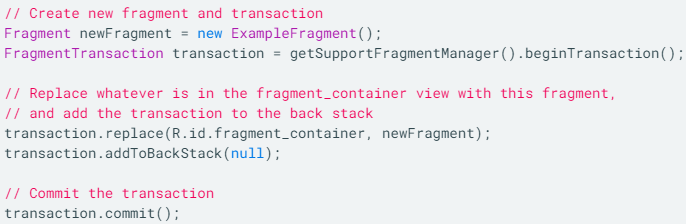 // Create new fragment and transaction
Fragment newFragment = new ExampleFragment();
FragmentTransaction transaction = getSupportFragmentManager().beginTransaction();

// Replace whatever is in the fragment_container view with this fragment,
// and add the transaction to the back stack
transaction.replace(R.id.fragment_container, newFragment);
transaction.addToBackStack(null);

// Commit the transaction
transaction.commit();